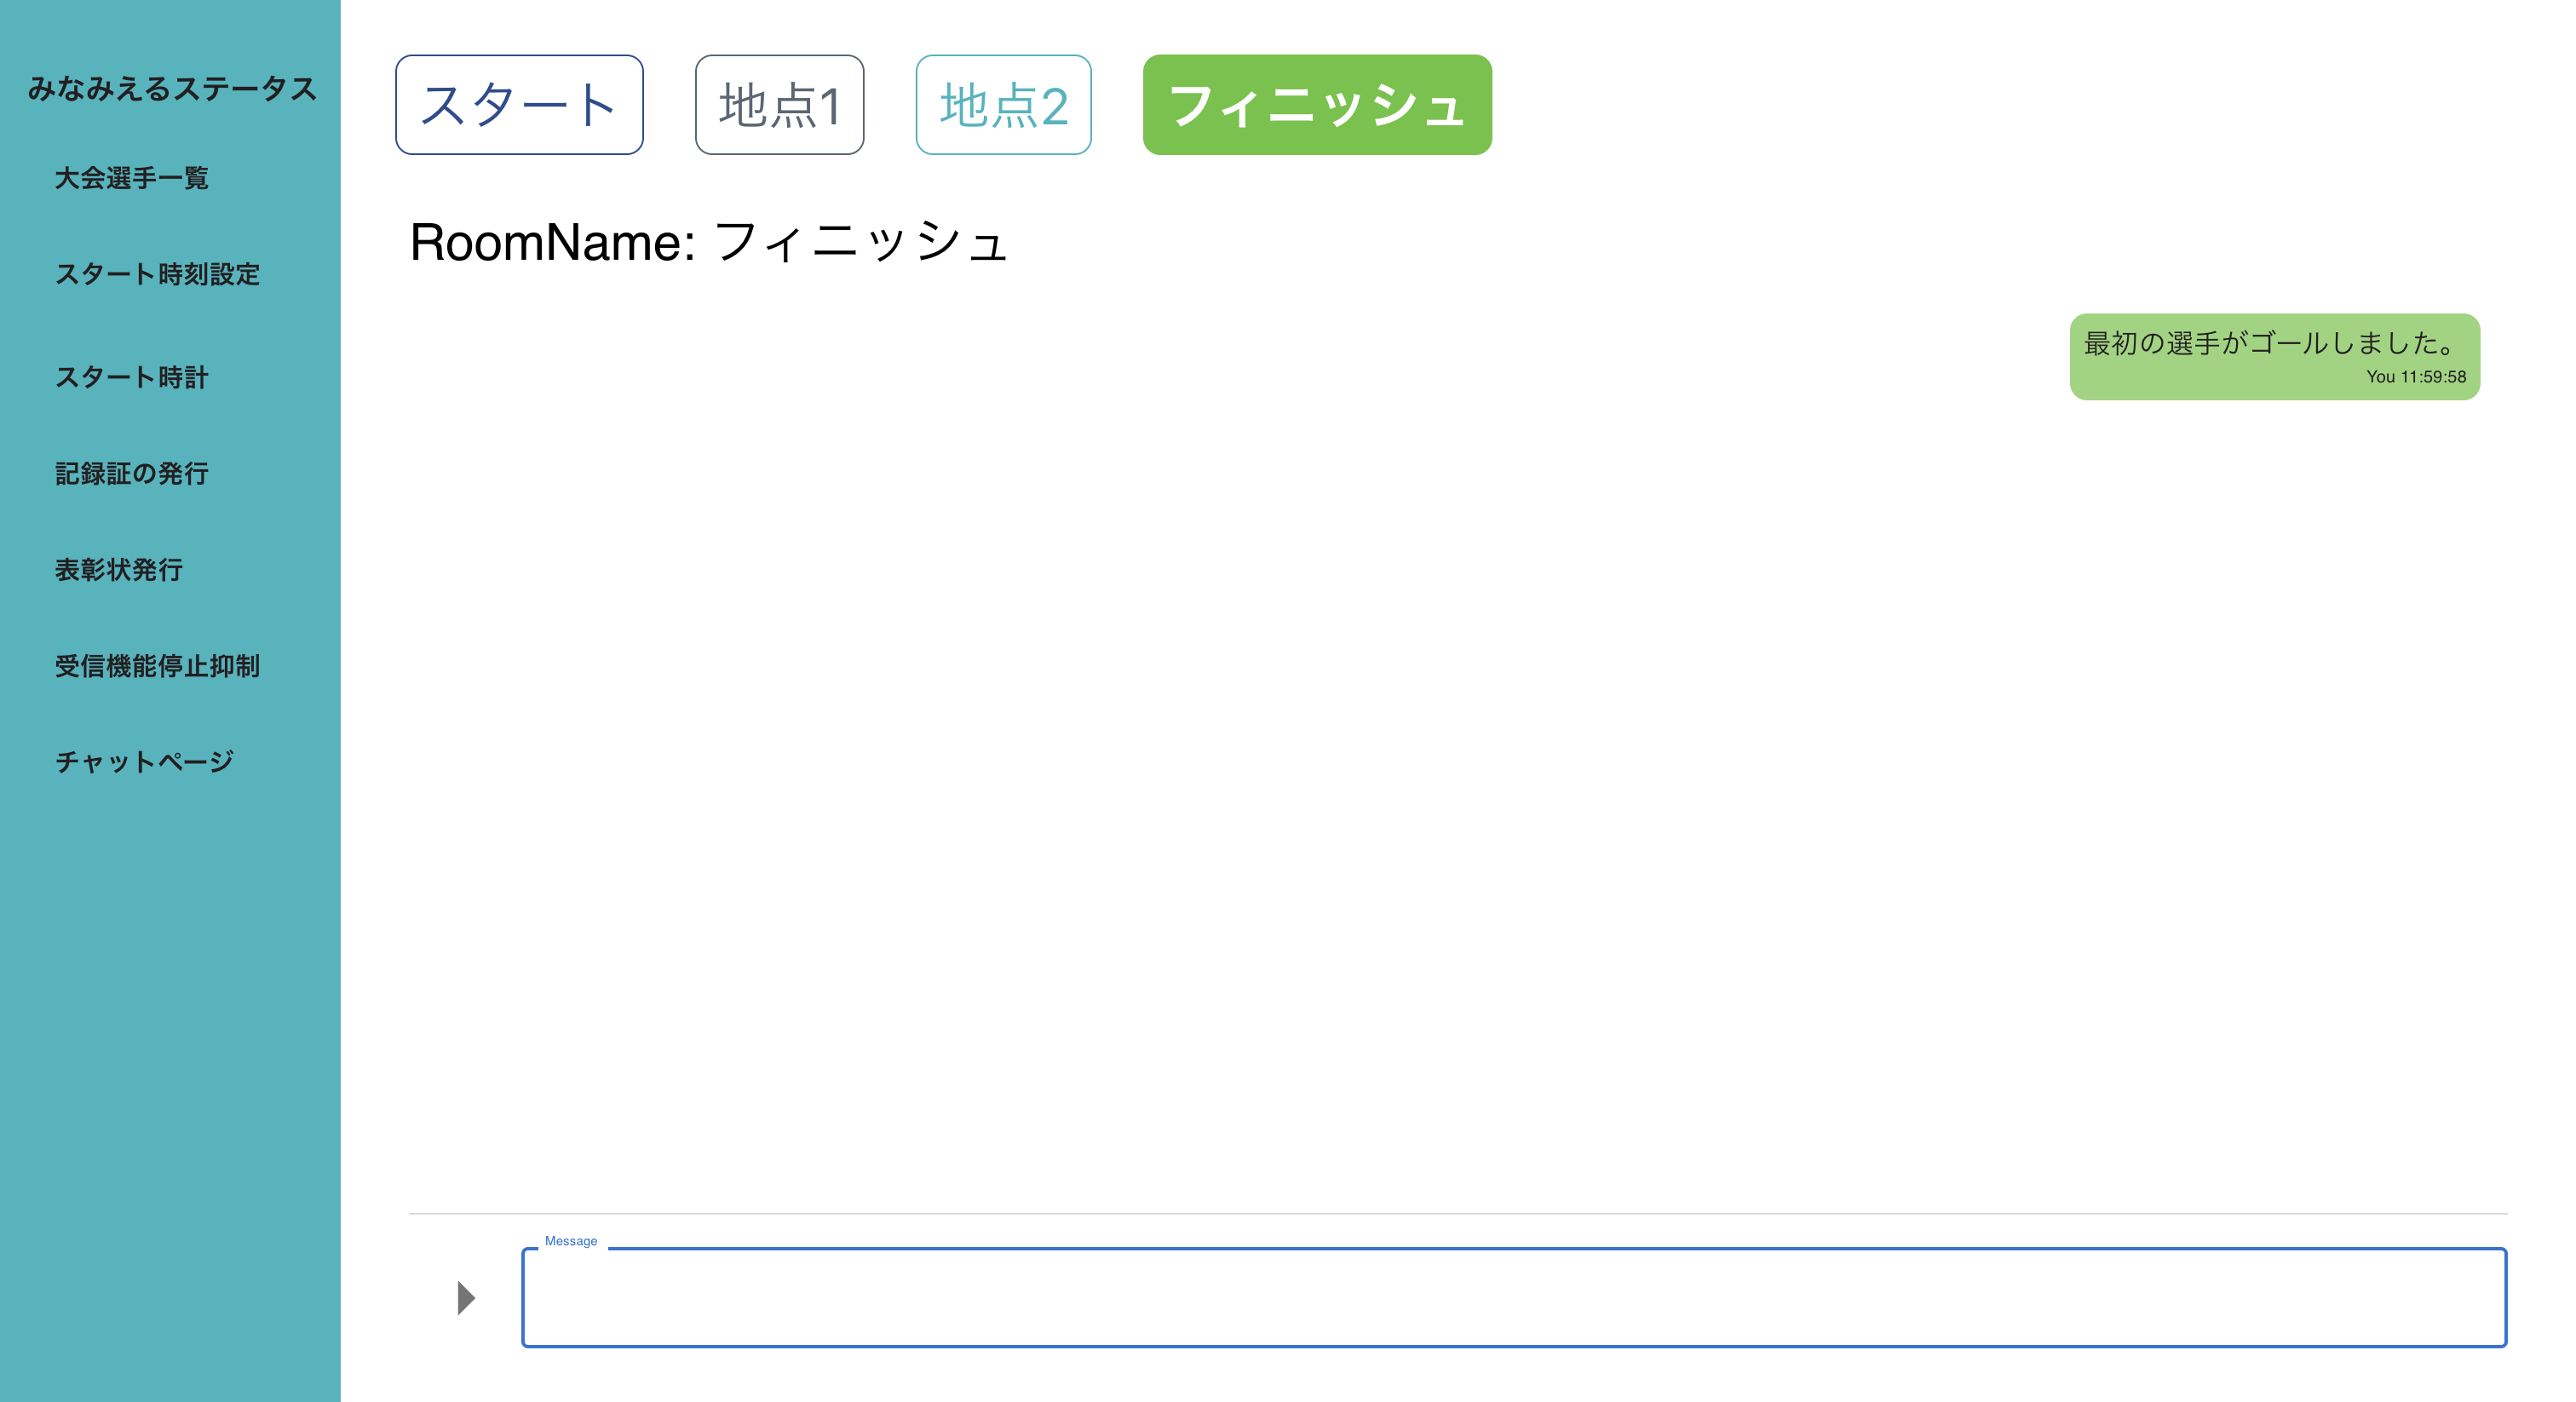 みなみえるステータス
大会選手一覧
スタート時刻設定
スタート時計
記録証の発行
表彰状発行
受信機能停止抑制
チャットページ
スタート
地点1
地点2
フィニッシュ
RoomName: フィニッシュ
最初の選手がゴールしました。
You 11:59:58
Message